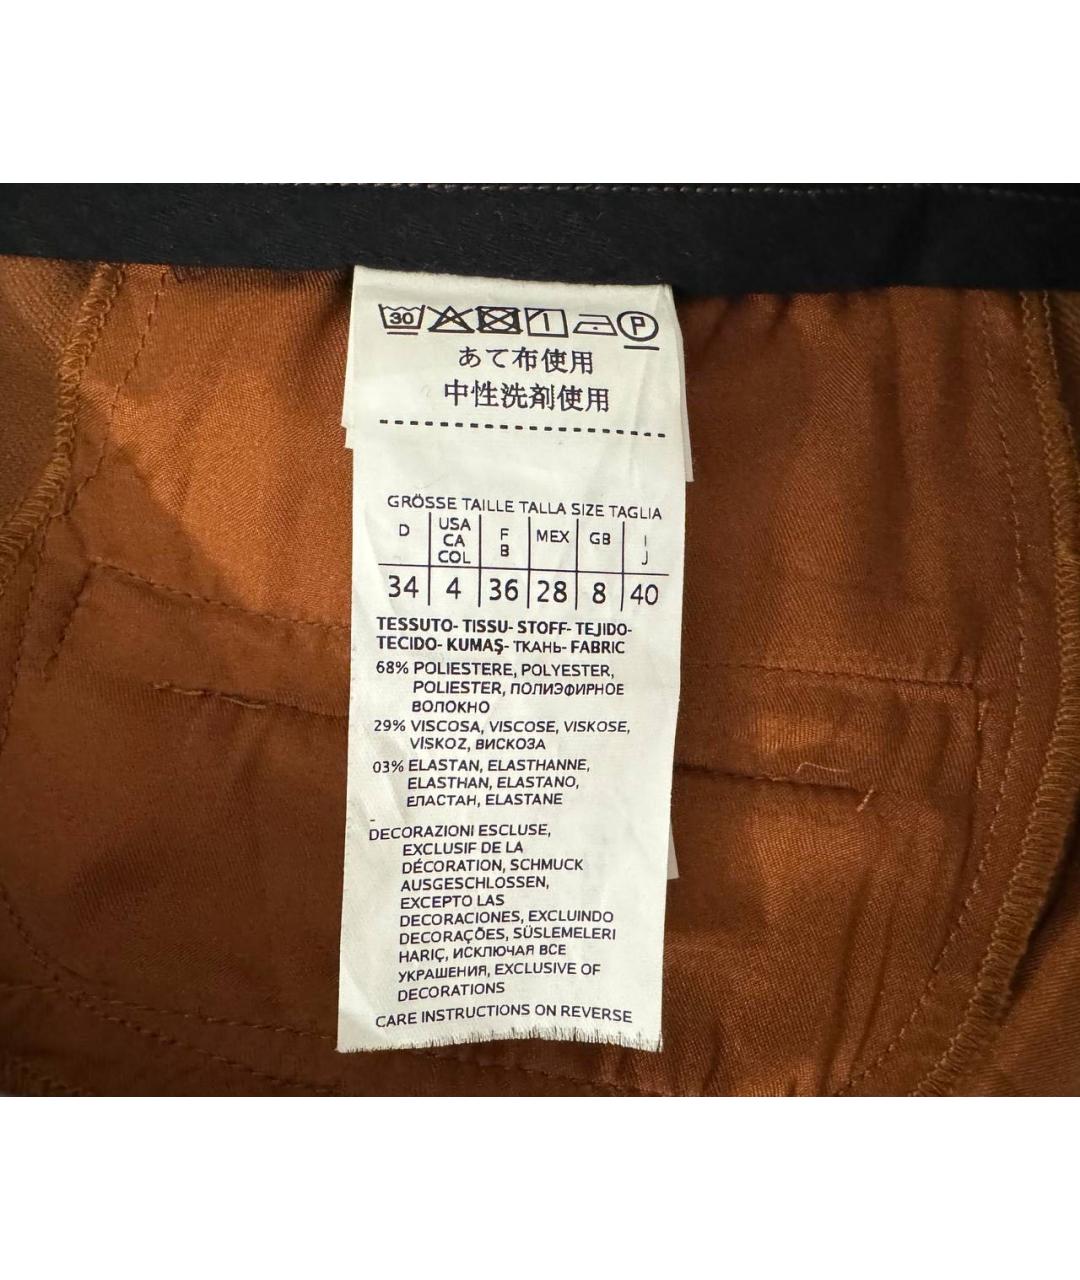 30 P
あて布使用
中性洗剤使用
GRÖSSE TAILLE TALLA SIZE TAGLIA
D USA CA COL F B MEX GB I J
34 4 36 28 8 40
TESSUTO- TISSU- STOFF- TEJIDO-
TECIDO- KUMAŞ- ТКАНЬ- FABRIC
68% POLIESTERE, POLYESTER,
POLIESTER, ПОЛИЭФИРНОЕ
ВОЛОКНО
29% VISCOSA, VISCOSE, VISKOSE,
VİSKOZ, ВИСКОЗА
03% ELASTAN, ELASTHANNE,
ELASTHAN, ELASTANO,
ЕЛАСТАН, ELASTANE
DECORAZIONI ESCLUSE,
EXCLUSIF DE LA
DÉCORATION, SCHMUCK
AUSGESCHLOSSEN,
EXCEPTO LAS
DECORACIONES, EXCLUINDO
DECORAÇÕES, SÜSLEMELERI
HARIÇ, ИСКЛЮЧАЯ ВСЕ
УКРАШЕНИЯ, EXCLUSIVE OF
DECORATIONS
CARE INSTRUCTIONS ON REVERSE